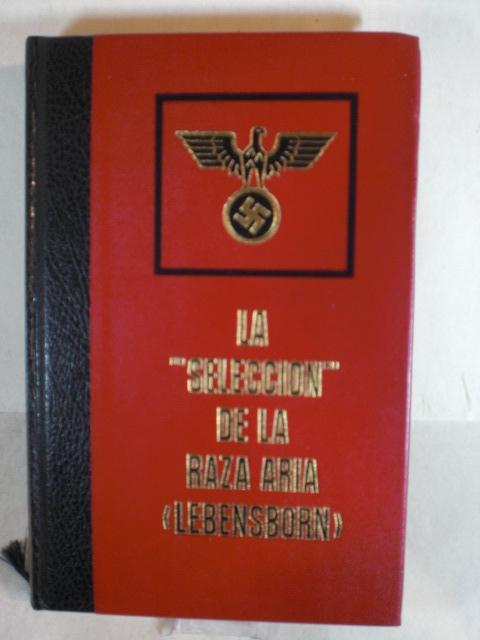 LA
"SELECCION"
DE LA
RAZA ARIA
«LEBENSBORN»